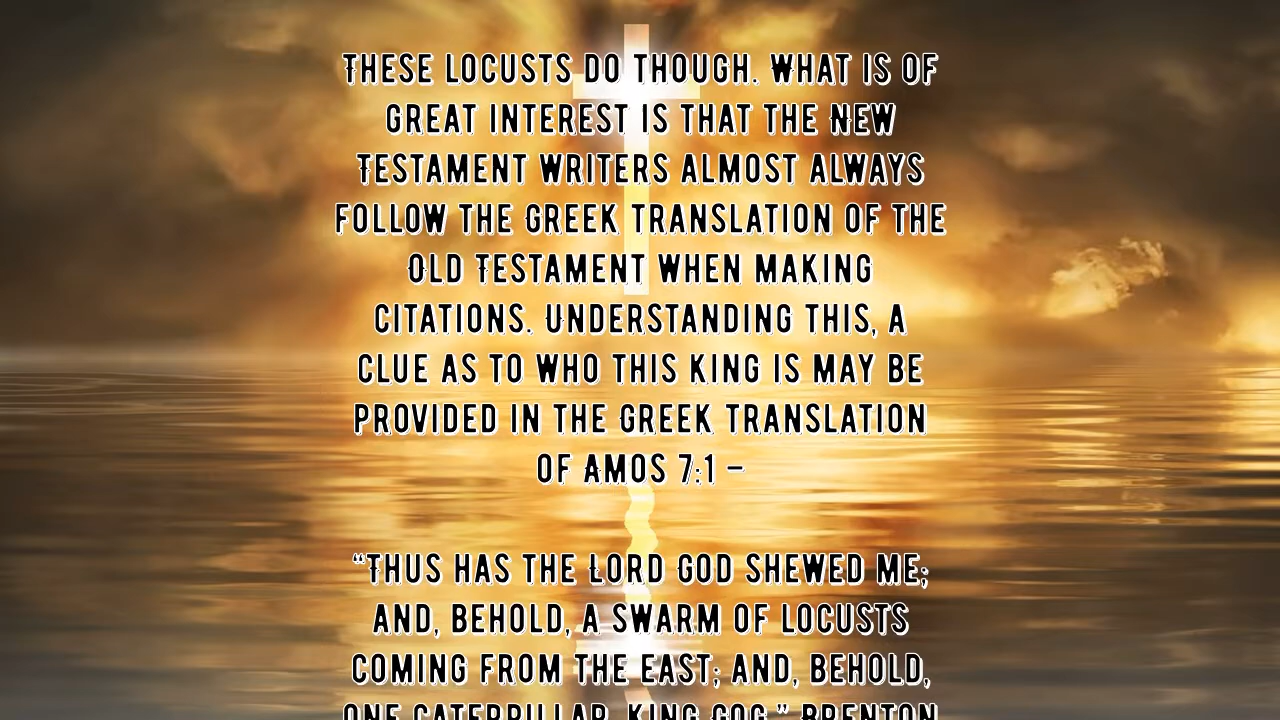 THESE LOCUSTS DO THOUGH. WHAT IS OF
GREAT INTEREST IS THAT THE NEW
TESTAMENT WRITERS ALMOST ALWAYS
FOLLOW THE GREEK TRANSLATION OF THE
OLD TESTAMENT WHEN MAKING
CITATIONS. UNDERSTANDING THIS, A
CLUE AS TO WHO THIS KING IS MAY BE
PROVIDED IN THE GREEK TRANSLATION
OF AMOS 7:1 –
“THUS HAS THE LORD GOD SHEWED ME;
AND, BEHOLD, A SWARM OF LOCUSTS
COMING FROM THE EAST; AND, BEHOLD,
ONE CATERPILLAR, KING GOG.” BRENTON